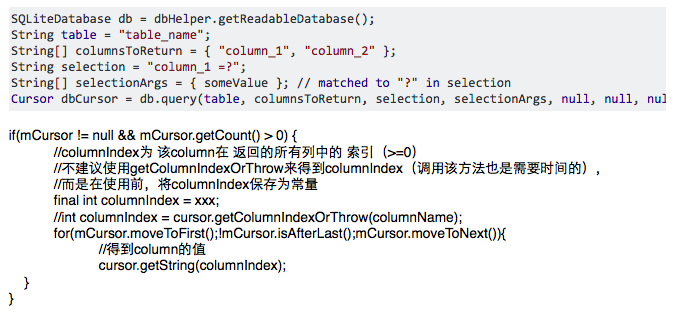 SQLiteDatabase db = dbHelper.getReadableDatabase();
String table = "table_name";
String[] columnsToReturn = { "column_1", "column_2" };
String selection = "column_1 =?";
String[] selectionArgs = { someValue }; // matched to "?" in selection
Cursor dbCursor = db.query(table, columnsToReturn, selection, selectionArgs, null, null, nul
if(mCursor != null && mCursor.getCount() > 0) {
//columnIndex为 该column在 返回的所有列中的 索引（>=0）
//不建议使用getColumnIndexOrThrow来得到columnIndex（调用该方法也是需要时间的），
//而是在使用前，将columnIndex保存为常量
final int columnIndex = xxx;
//int columnIndex = cursor.getColumnIndexOrThrow(columnName);
for(mCursor.moveToFirst();!mCursor.isAfterLast();mCursor.moveToNext()){
//得到column的值
cursor.getString(columnIndex);
}
}